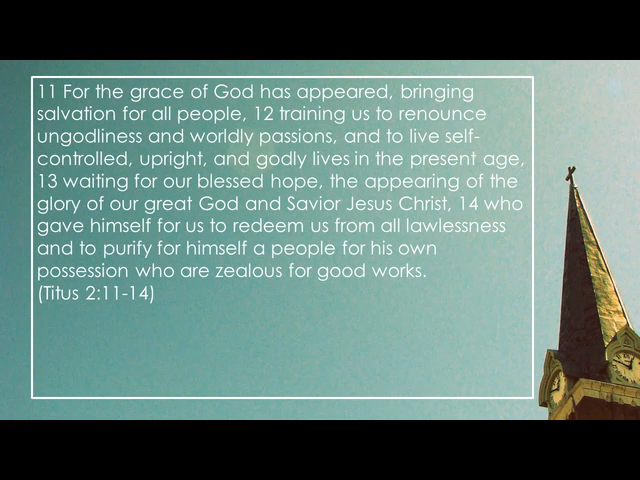 11 For the grace of God has appeared, bringing
salvation for all people, 12 training us to renounce
ungodliness and worldly passions, and to live self-
controlled, upright, and godly lives in the present age,
13 waiting for our blessed hope, the appearing of the
glory of our great God and Savior Jesus Christ, 14 who
gave himself for us to redeem us from all lawlessness
and to purify for himself a people for his own
possession who are zealous for good works.
(Titus 2:11-14)